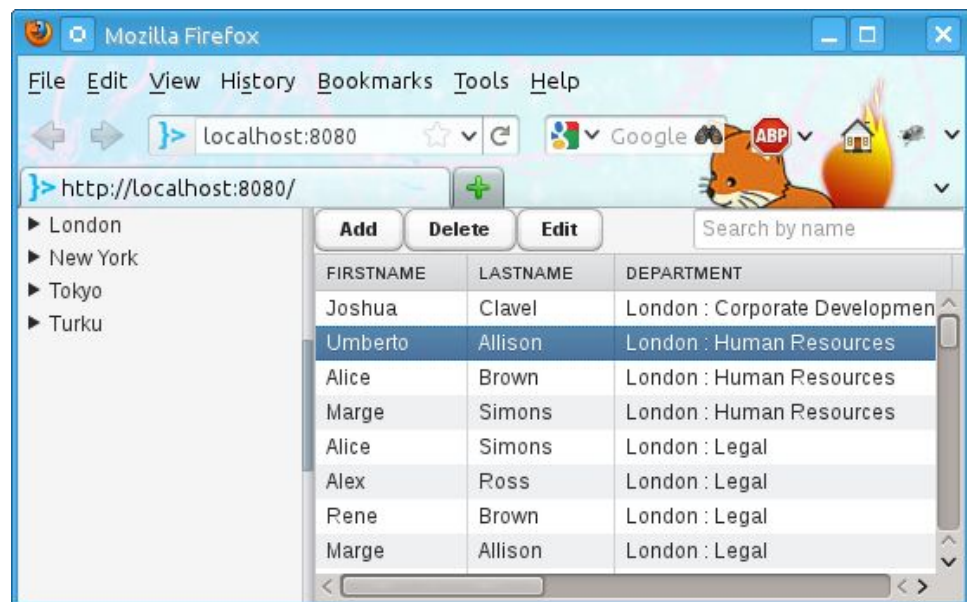 Mozilla Firefox
File Edit View History Bookmarks Tools Help
localhost:8080 Google ABP
http://localhost:8080/
London
New York
Tokyo
Turku
Add Delete Edit Search by name
FIRSTNAME LASTNAME DEPARTMENT
Joshua Clavel London : Corporate Developmen
Umberto Allison London : Human Resources
Alice Brown London : Human Resources
Marge Simons London : Human Resources
Alice Simons London : Legal
Alex Ross London : Legal
Rene Brown London : Legal
Marge Allison London : Legal